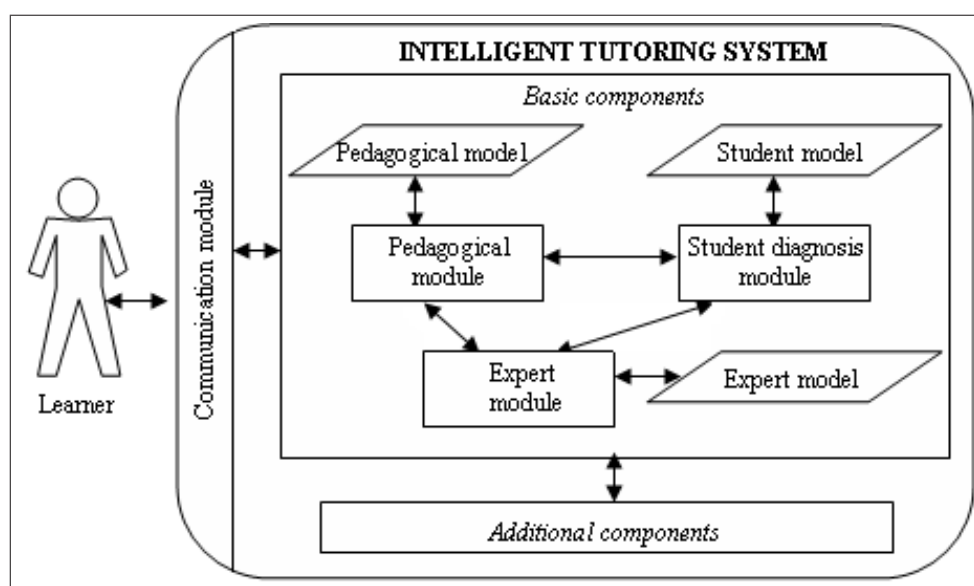 INTELLIGENT TUTORING SYSTEM
Basic components
Pedagogical model
Student model
Communication module
Pedagogical
module
Student diagnosis
module
Expert
module
Expert model
Learner
Additional components